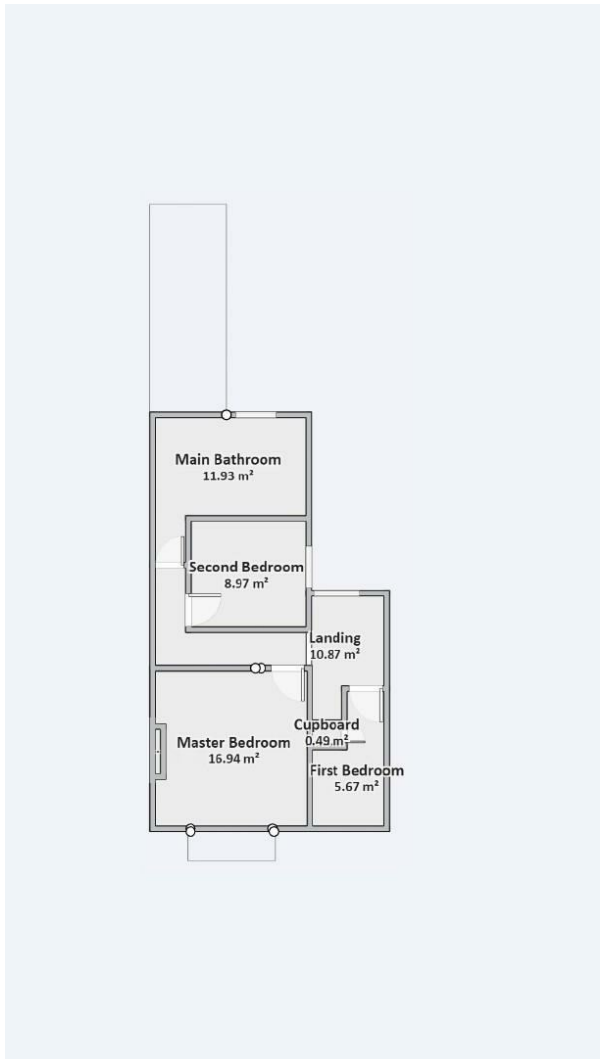 Main Bathroom
11.93 m²
Second Bedroom
8.97 m²
Landing
10.87 m²
Cupboard
0.49 m²
Master Bedroom
16.94 m²
First Bedroom
5.67 m²